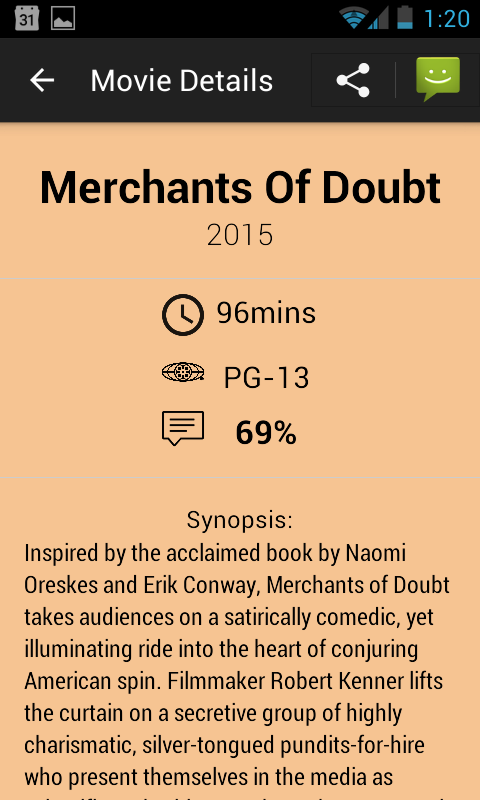 31
1:20
Movie Details
Merchants Of Doubt
2015
96mins
PG-13
69%
Synopsis:
Inspired by the acclaimed book by Naomi
Oreskes and Erik Conway, Merchants of Doubt
takes audiences on a satirically comedic, yet
illuminating ride into the heart of conjuring
American spin. Filmmaker Robert Kenner lifts
the curtain on a secretive group of highly
charismatic, silver-tongued pundits-for-hire
who present themselves in the media as